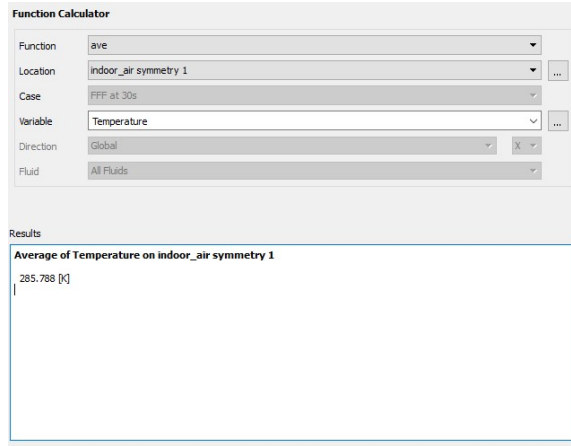 Function Calculator
Function ave
Location indoor_air symmetry 1 ...
Case FFF at 30s
Variable Temperature ...
Direction Global X
Fluid All Fluids
Results
Average of Temperature on indoor_air symmetry 1
285.788 [K]